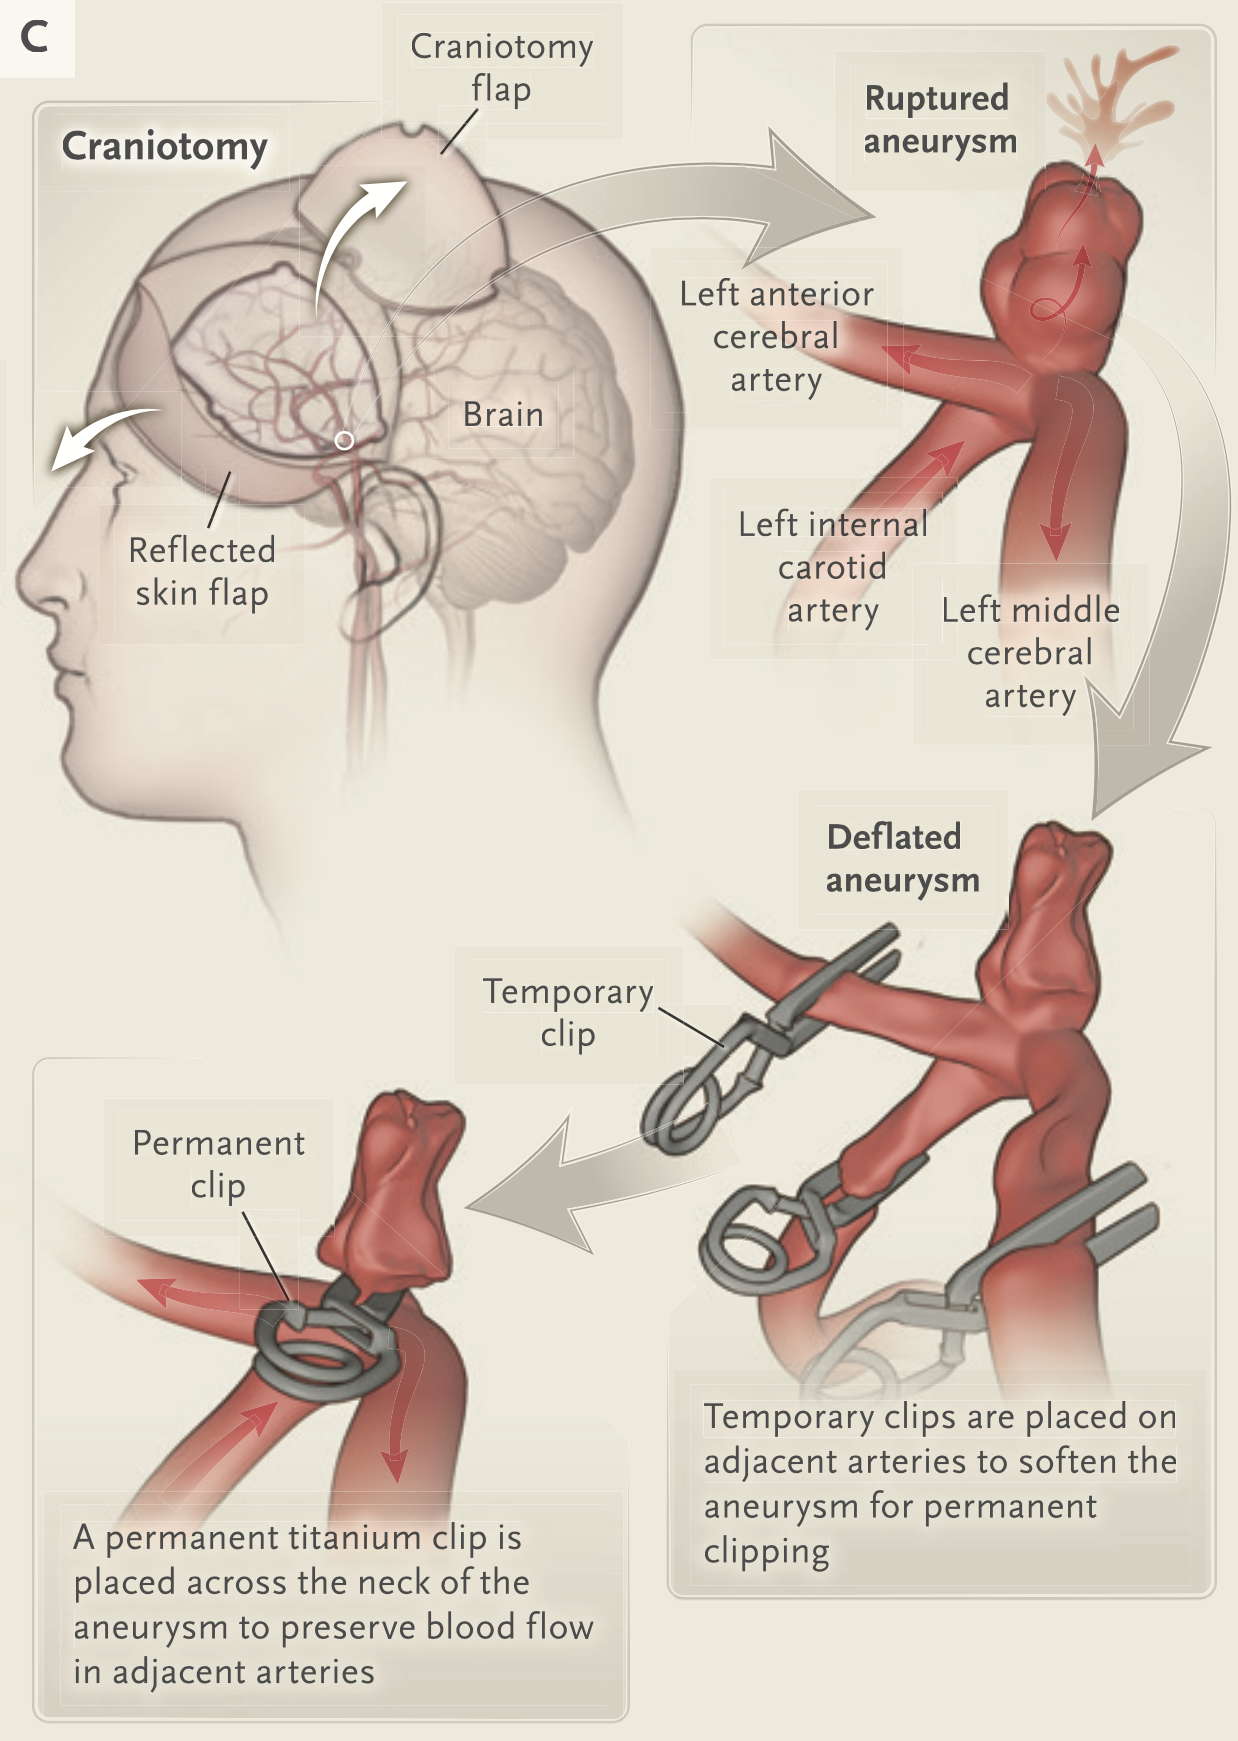 C
Craniotomy
flap
Craniotomy
Ruptured
aneurysm
Left anterior
cerebral
artery
Brain
Left internal
carotid
artery
Reflected
skin flap
Left middle
cerebral
artery
Deflated
aneurysm
Temporary
clip
Permanent
clip
Temporary clips are placed on
adjacent arteries to soften the
aneurysm for permanent
clipping
A permanent titanium clip is
placed across the neck of the
aneurysm to preserve blood flow
in adjacent arteries